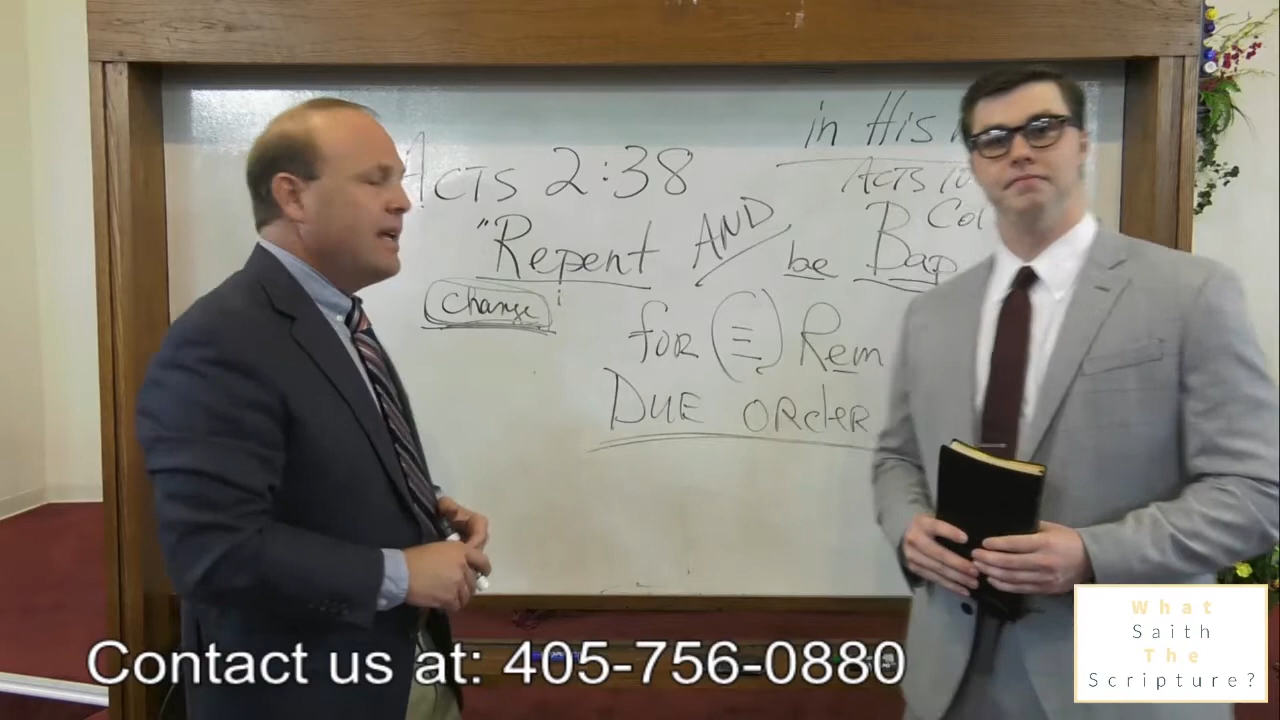 in His
Acts 2:38
Acts 10
"Repent AND be Bap
Col
change
for (=) Rem
Due order
Contact us at: 405-756-0880
What
Saith
The
Scripture?